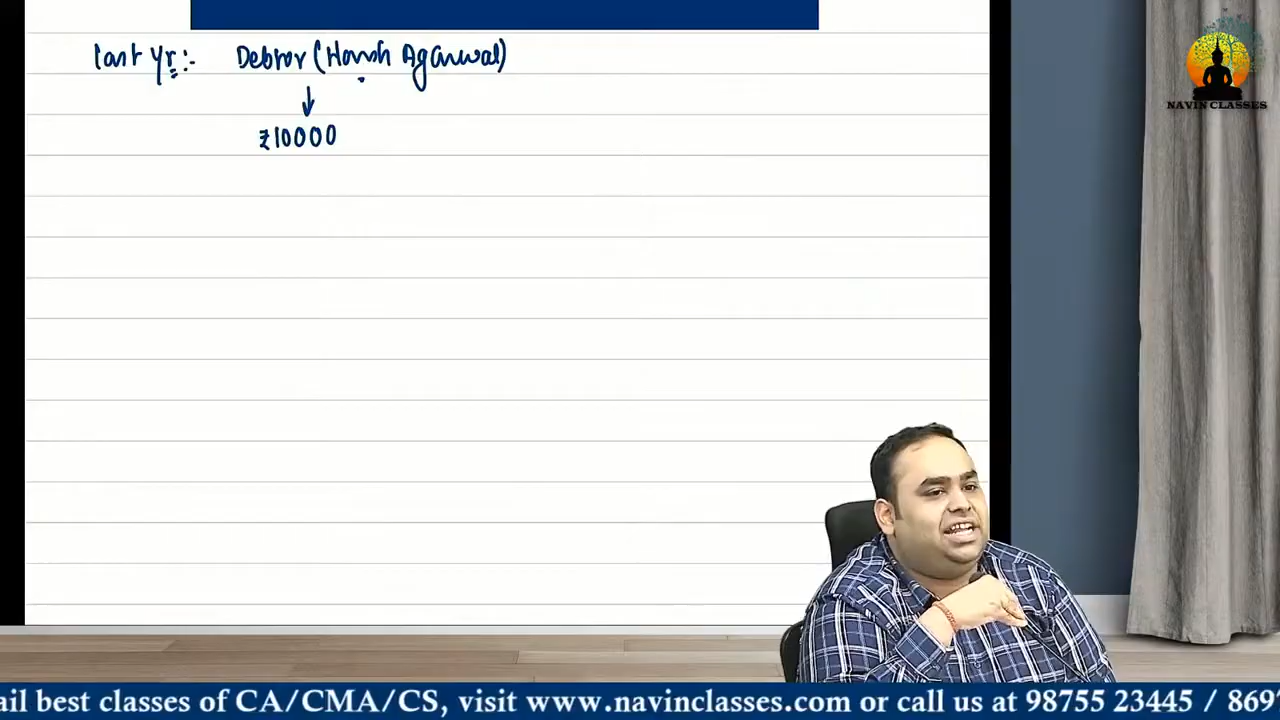 last yr:- Debtor (Harsh Agarwal)
₹10000
NAVIN CLASSES
ail best classes of CA/CMA/CS, visit www.navinclasses.com or call us at 98755 23445 / 869